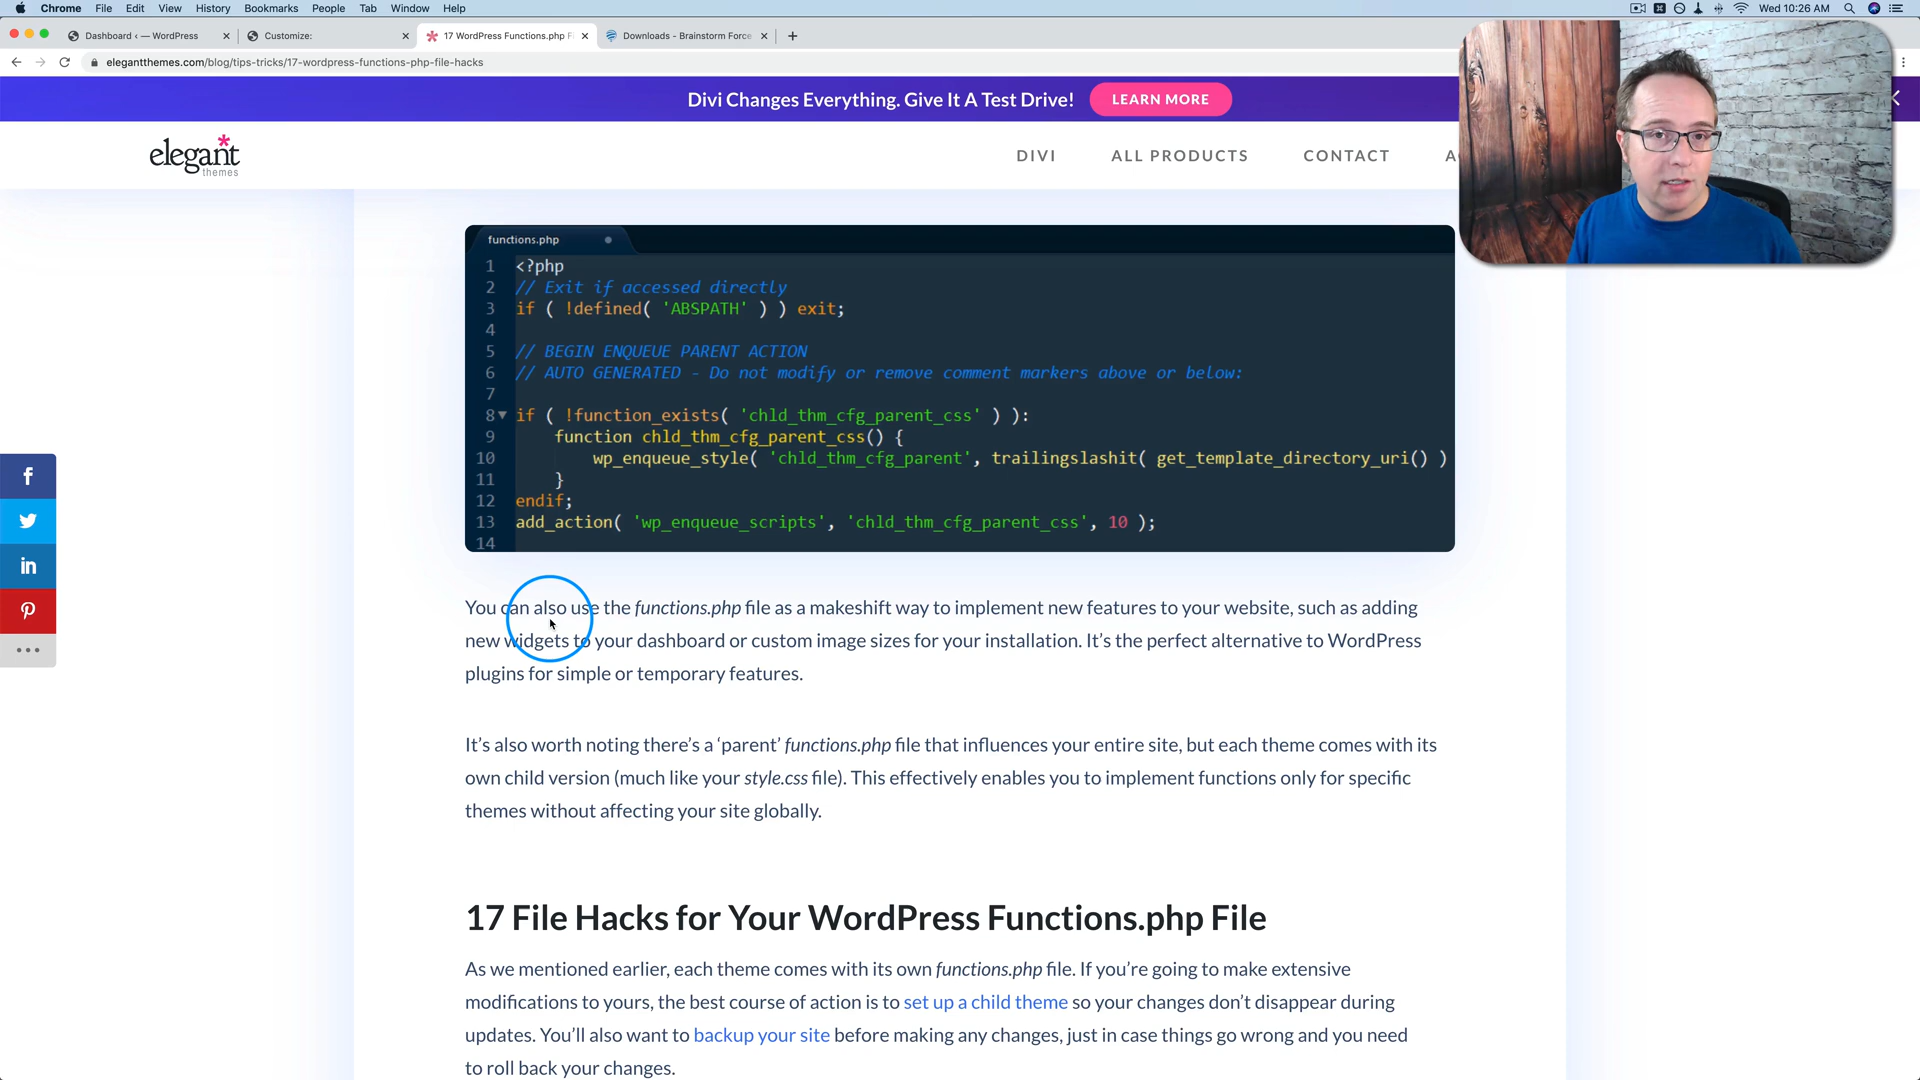 Chrome File Edit View History Bookmarks People Tab Window Help Wed 10:26 AM
Dashboard ‹ — WordPress Customize: 17 WordPress Functions.php F Downloads - Brainstorm Force
elegantthemes.com/blog/tips-tricks/17-wordpress-functions-php-file-hacks
Divi Changes Everything. Give It A Test Drive! LEARN MORE
elegant
themes
DIVI ALL PRODUCTS CONTACT
functions.php
1 <?php
2 // Exit if accessed directly
3 if ( !defined( 'ABSPATH' ) ) exit;
4
5 // BEGIN ENQUEUE PARENT ACTION
6 // AUTO GENERATED - Do not modify or remove comment markers above or below:
7
8 if ( !function_exists( 'chld_thm_cfg_parent_css' ) ):
9 function chld_thm_cfg_parent_css() {
10 wp_enqueue_style( 'chld_thm_cfg_parent', trailingslashit( get_template_directory_uri() )
11 }
12 endif;
13 add_action( 'wp_enqueue_scripts', 'chld_thm_cfg_parent_css', 10 );
14
You can also use the functions.php file as a makeshift way to implement new features to your website, such as adding
new widgets to your dashboard or custom image sizes for your installation. It’s the perfect alternative to WordPress
plugins for simple or temporary features.
It’s also worth noting there’s a ‘parent’ functions.php file that influences your entire site, but each theme comes with its
own child version (much like your style.css file). This effectively enables you to implement functions only for specific
themes without affecting your site globally.
17 File Hacks for Your WordPress Functions.php File
As we mentioned earlier, each theme comes with its own functions.php file. If you’re going to make extensive
modifications to yours, the best course of action is to set up a child theme so your changes don’t disappear during
updates. You’ll also want to backup your site before making any changes, just in case things go wrong and you need
to roll back your changes.